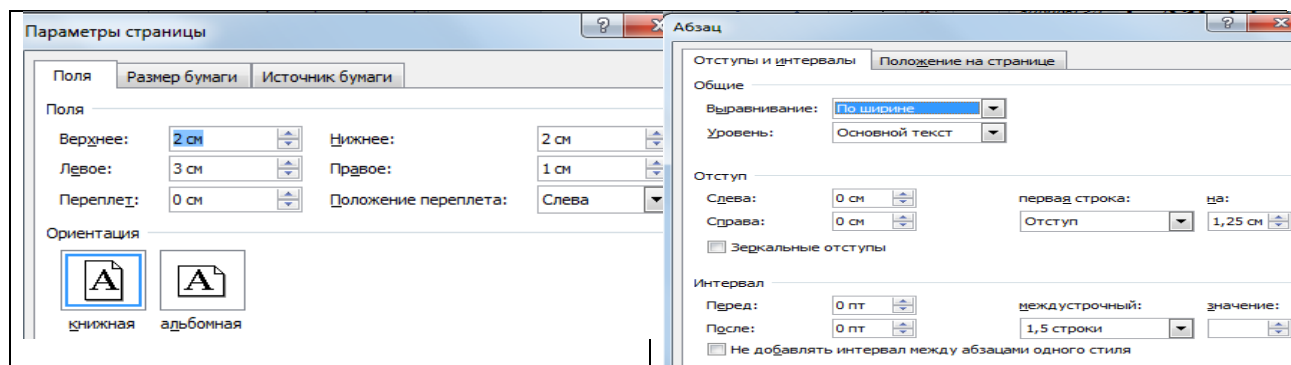 Параметры страницы
Поля Размер бумаги Источник бумаги
Поля
Верхнее: 2 см Нижнее: 2 см
Левое: 3 см Правое: 1 см
Переплет: 0 см Положение переплета: Слева
Ориентация
A A
книжная альбомная
Абзац
Отступы и интервалы Положение на странице
Общие
Выравнивание: По ширине
Уровень: Основной текст
Отступ
Слева: 0 см первая строка: на:
Справа: 0 см Отступ 1,25 см
Зеркальные отступы
Интервал
Перед: 0 пт междустрочный: значение:
После: 0 пт 1,5 строки
Не добавлять интервал между абзацами одного стиля